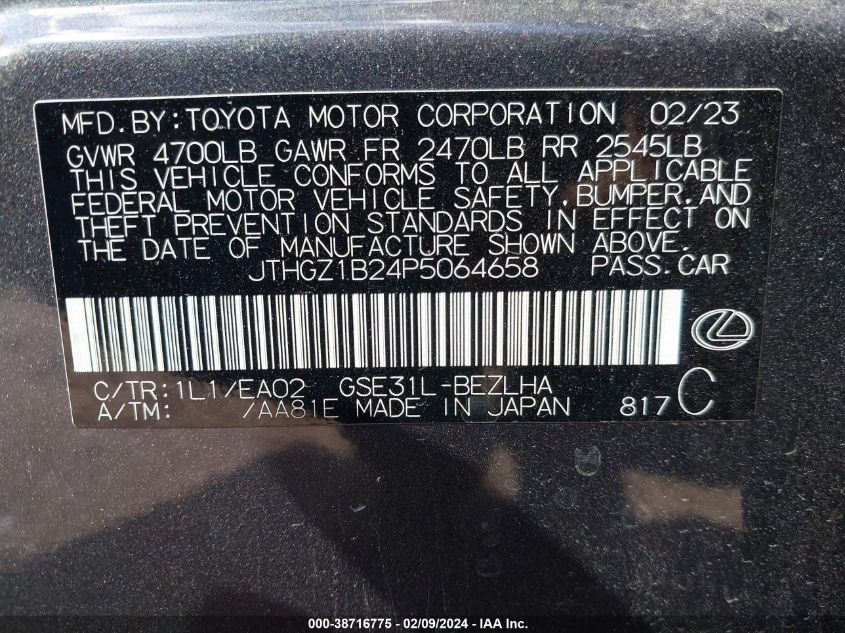 MFD.BY:TOYOTA MOTOR CORPORATION 02/23
GVWR 4700LB GAWR FR 2470LB RR 2545LB
THIS VEHICLE CONFORMS TO ALL APPLICABLE
FEDERAL MOTOR VEHICLE SAFETY,BUMPER,AND
THEFT PREVENTION STANDARDS IN EFFECT ON
THE DATE OF MANUFACTURE SHOWN ABOVE.
JTHGZ1B24P5064658 PASS.CAR
C/TR:1L1/EA02 GSE31L-BEZLHA
A/TM: /AA81E MADE IN JAPAN 817 C
000-38716775 - 02/09/2024 - IAA Inc.